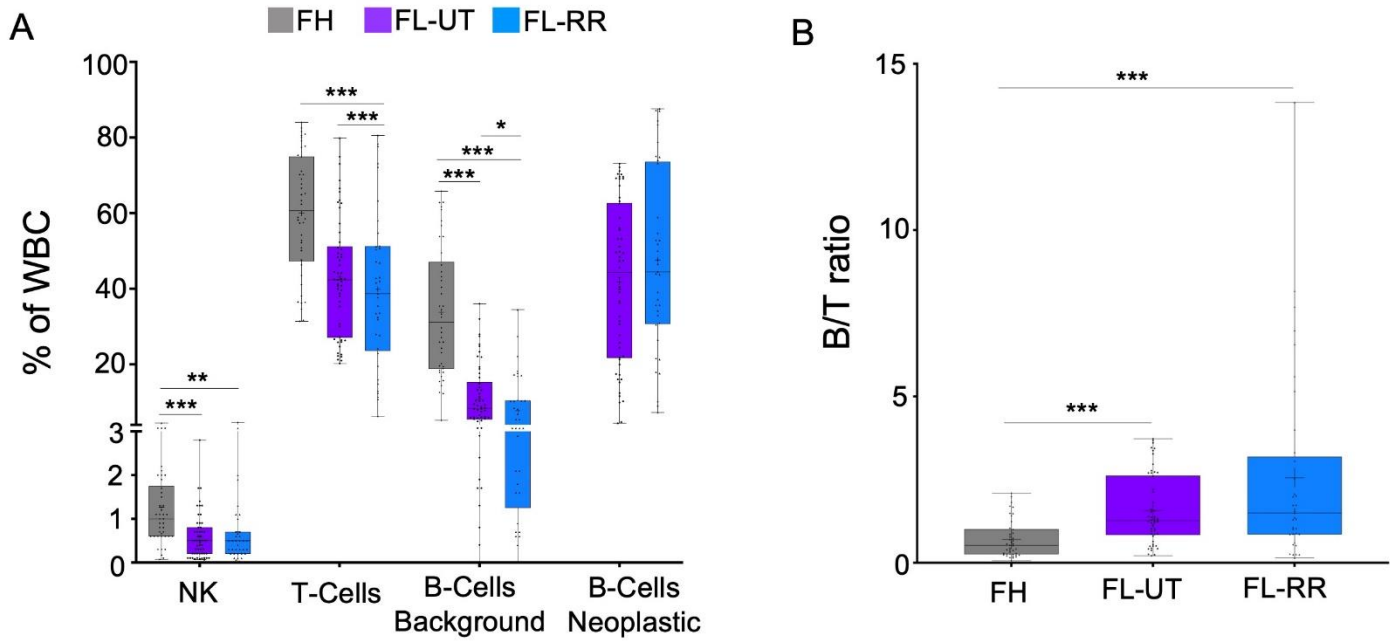 A
FH FL-UT FL-RR
% of WBC
100
80
60
40
20
3
2
1
0
***
**
***
***
***
***
*
NK
T-Cells
B-Cells
Background
B-Cells
Neoplastic
B
B/T ratio
15
10
5
0
***
***
FH
FL-UT
FL-RR